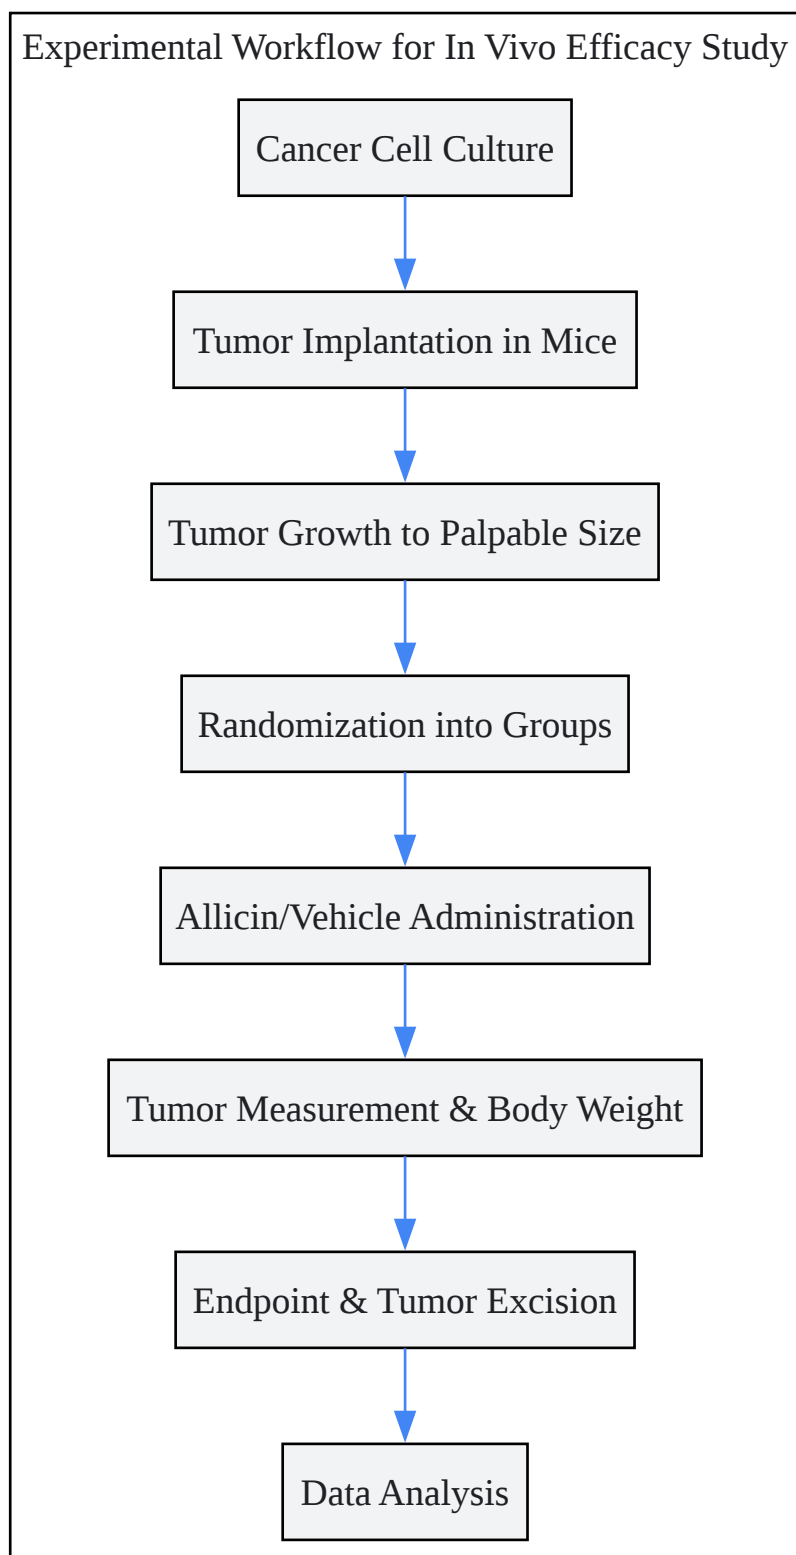 Experimental Workflow for In Vivo Efficacy Study
Cancer Cell Culture
Tumor Implantation in Mice
Tumor Growth to Palpable Size
Randomization into Groups
Allicin/Vehicle Administration
Tumor Measurement & Body Weight
Endpoint & Tumor Excision
Data Analysis